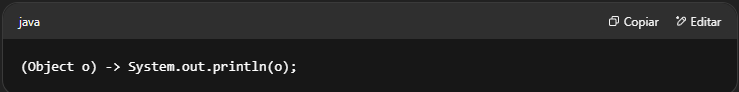 java Copiar Editar
(Object o) -> System.out.println(o);